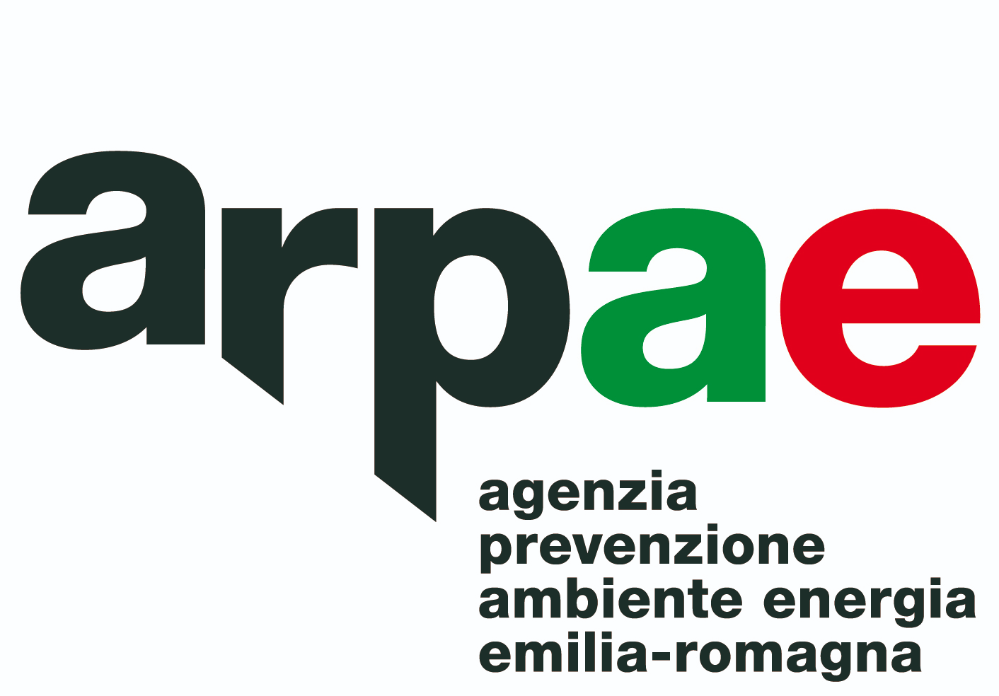 arpae
agenzia
prevenzione
ambiente energia
emilia-romagna